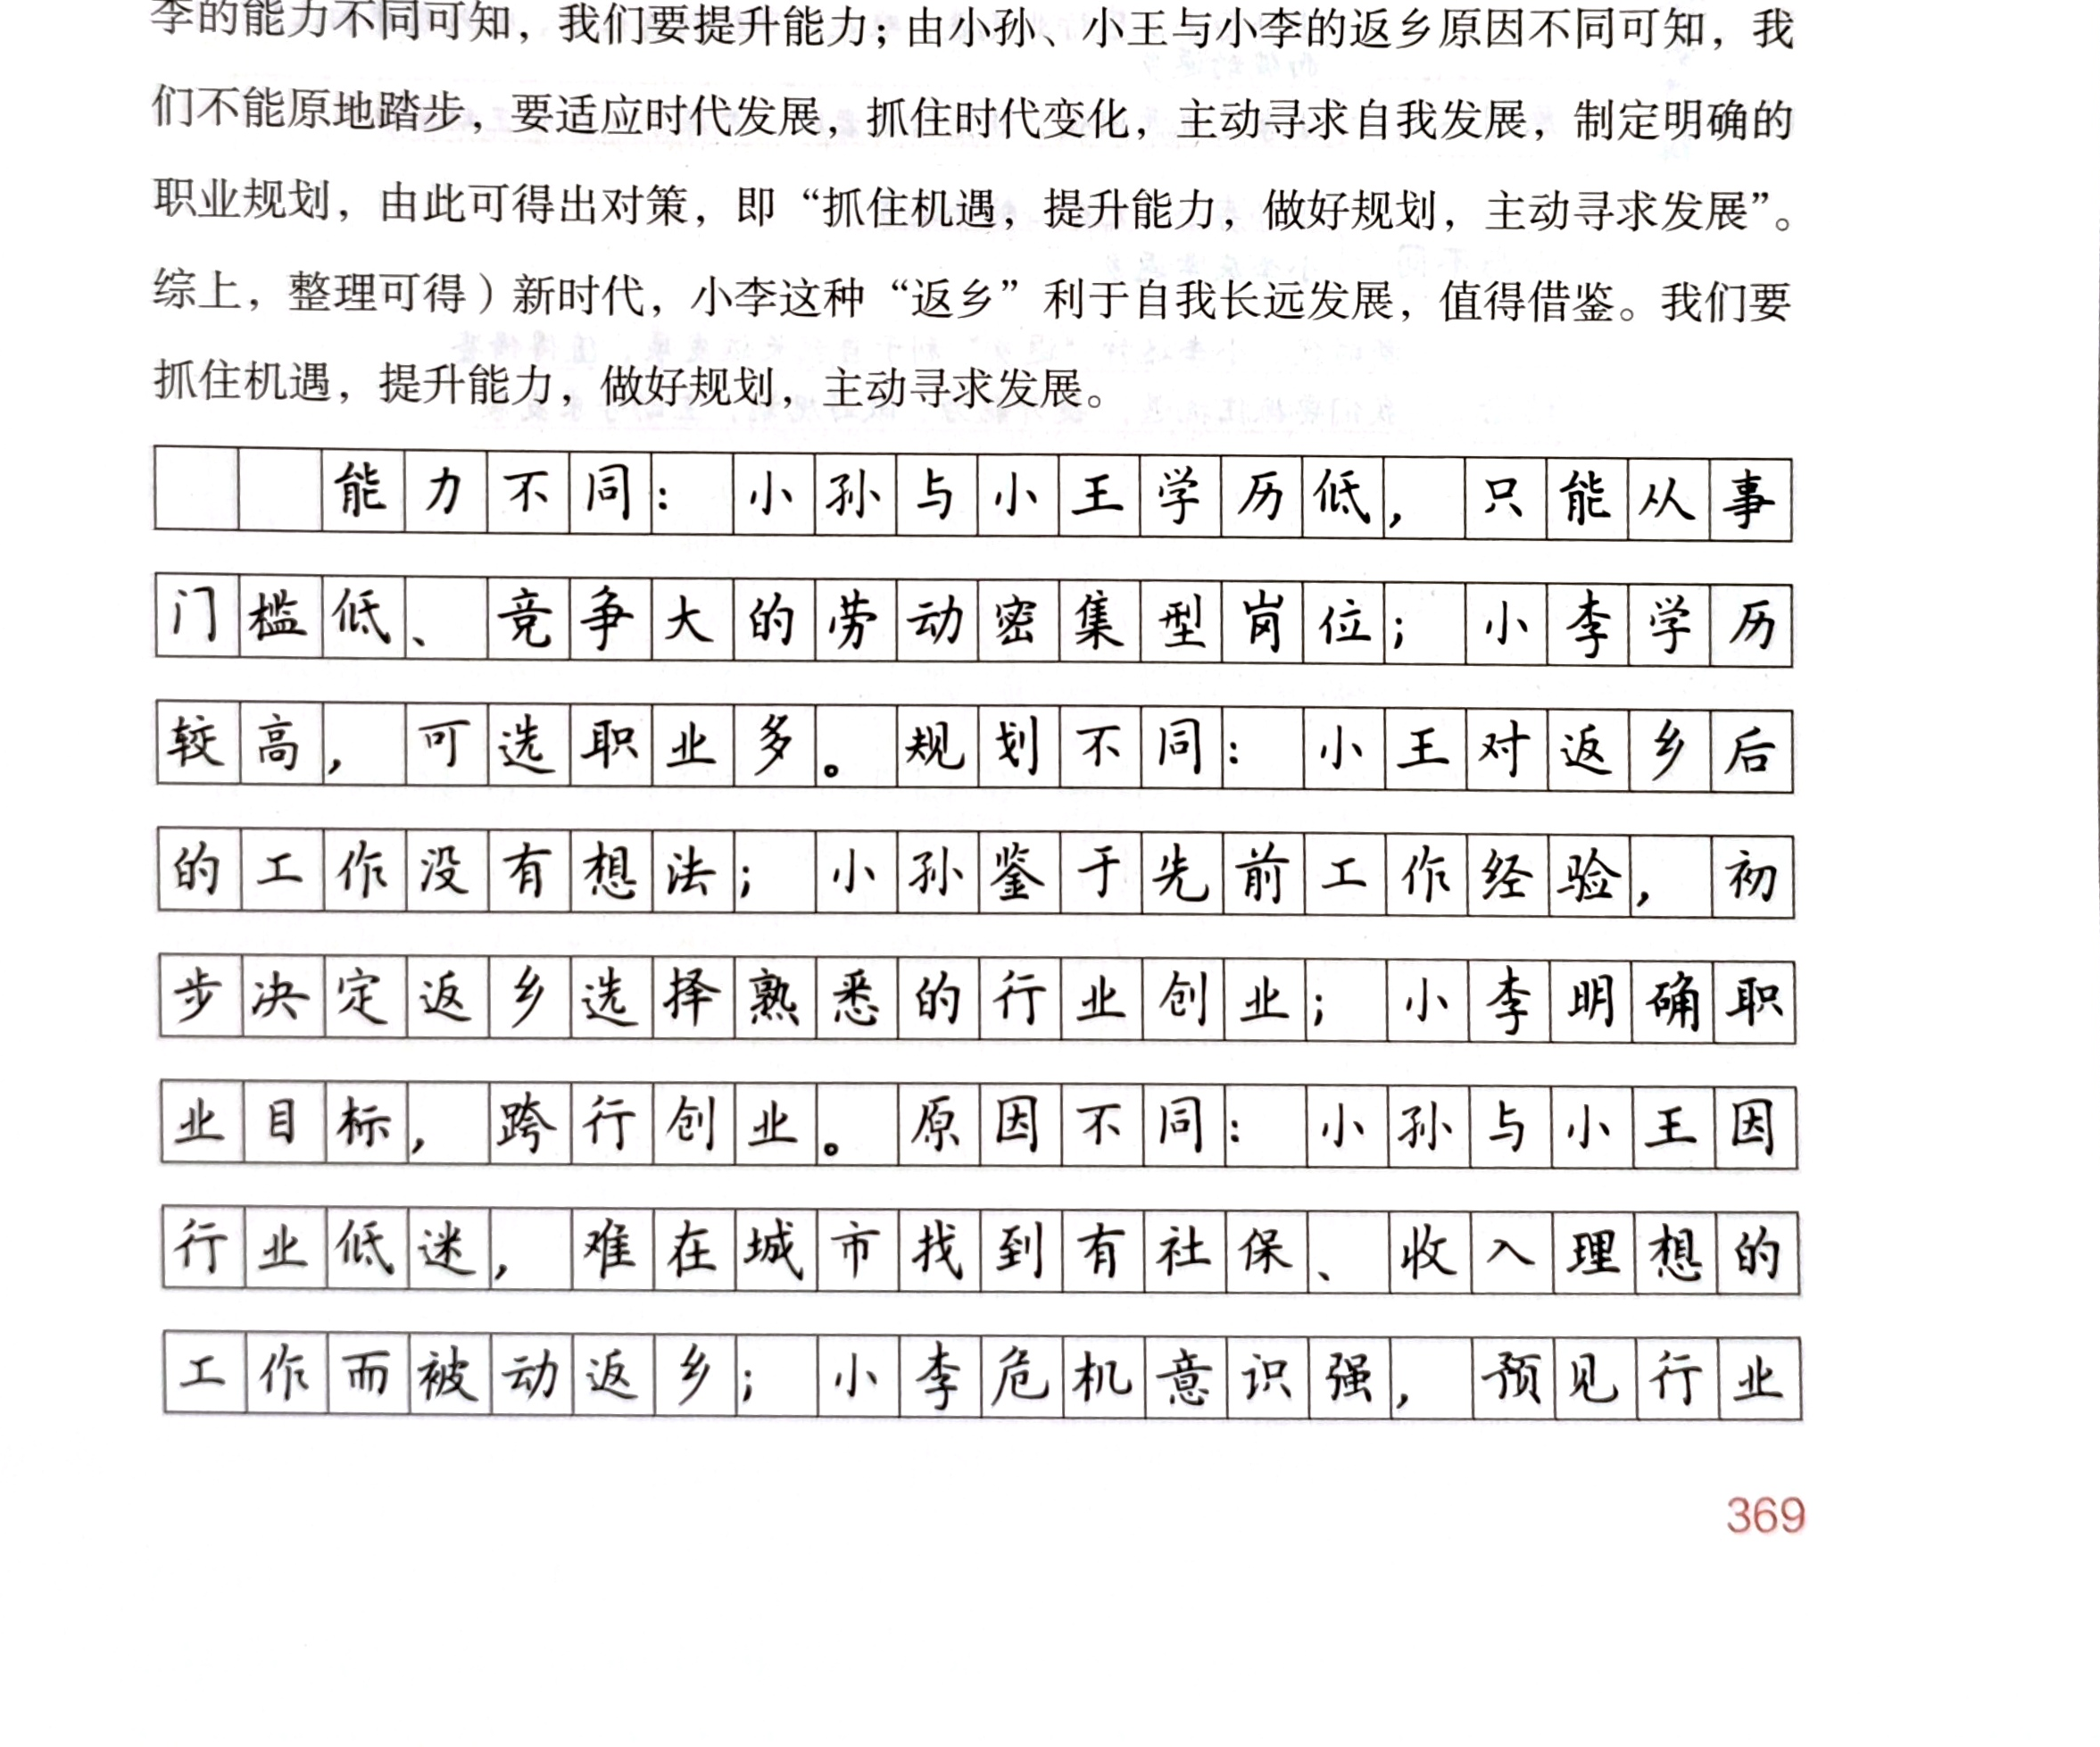 李的能力不同可知，我们要提升能力；由小孙、小王与小李的返乡原因不同可知，我
们不能原地踏步，要适应时代发展，抓住时代变化，主动寻求自我发展，制定明确的
职业规划，由此可得出对策，即“抓住机遇，提升能力，做好规划，主动寻求发展”。
综上，整理可得）新时代，小李这种“返乡”利于自我长远发展，值得借鉴。我们要
抓住机遇，提升能力，做好规划，主动寻求发展。
能力不同：小孙与小王学历低，只能从事
门槛低、竞争大的劳动密集型岗位；小李学历
较高，可选职业多。规划不同：小王对返乡后
的工作没有想法；小孙鉴于先前工作经验，初
步决定返乡选择熟悉的行业创业；小李明确职
业目标，跨行创业。原因不同：小孙与小王因
行业低迷，难在城市找到有社保、收入理想的
工作而被动返乡；小李危机意识强，预见行业
369